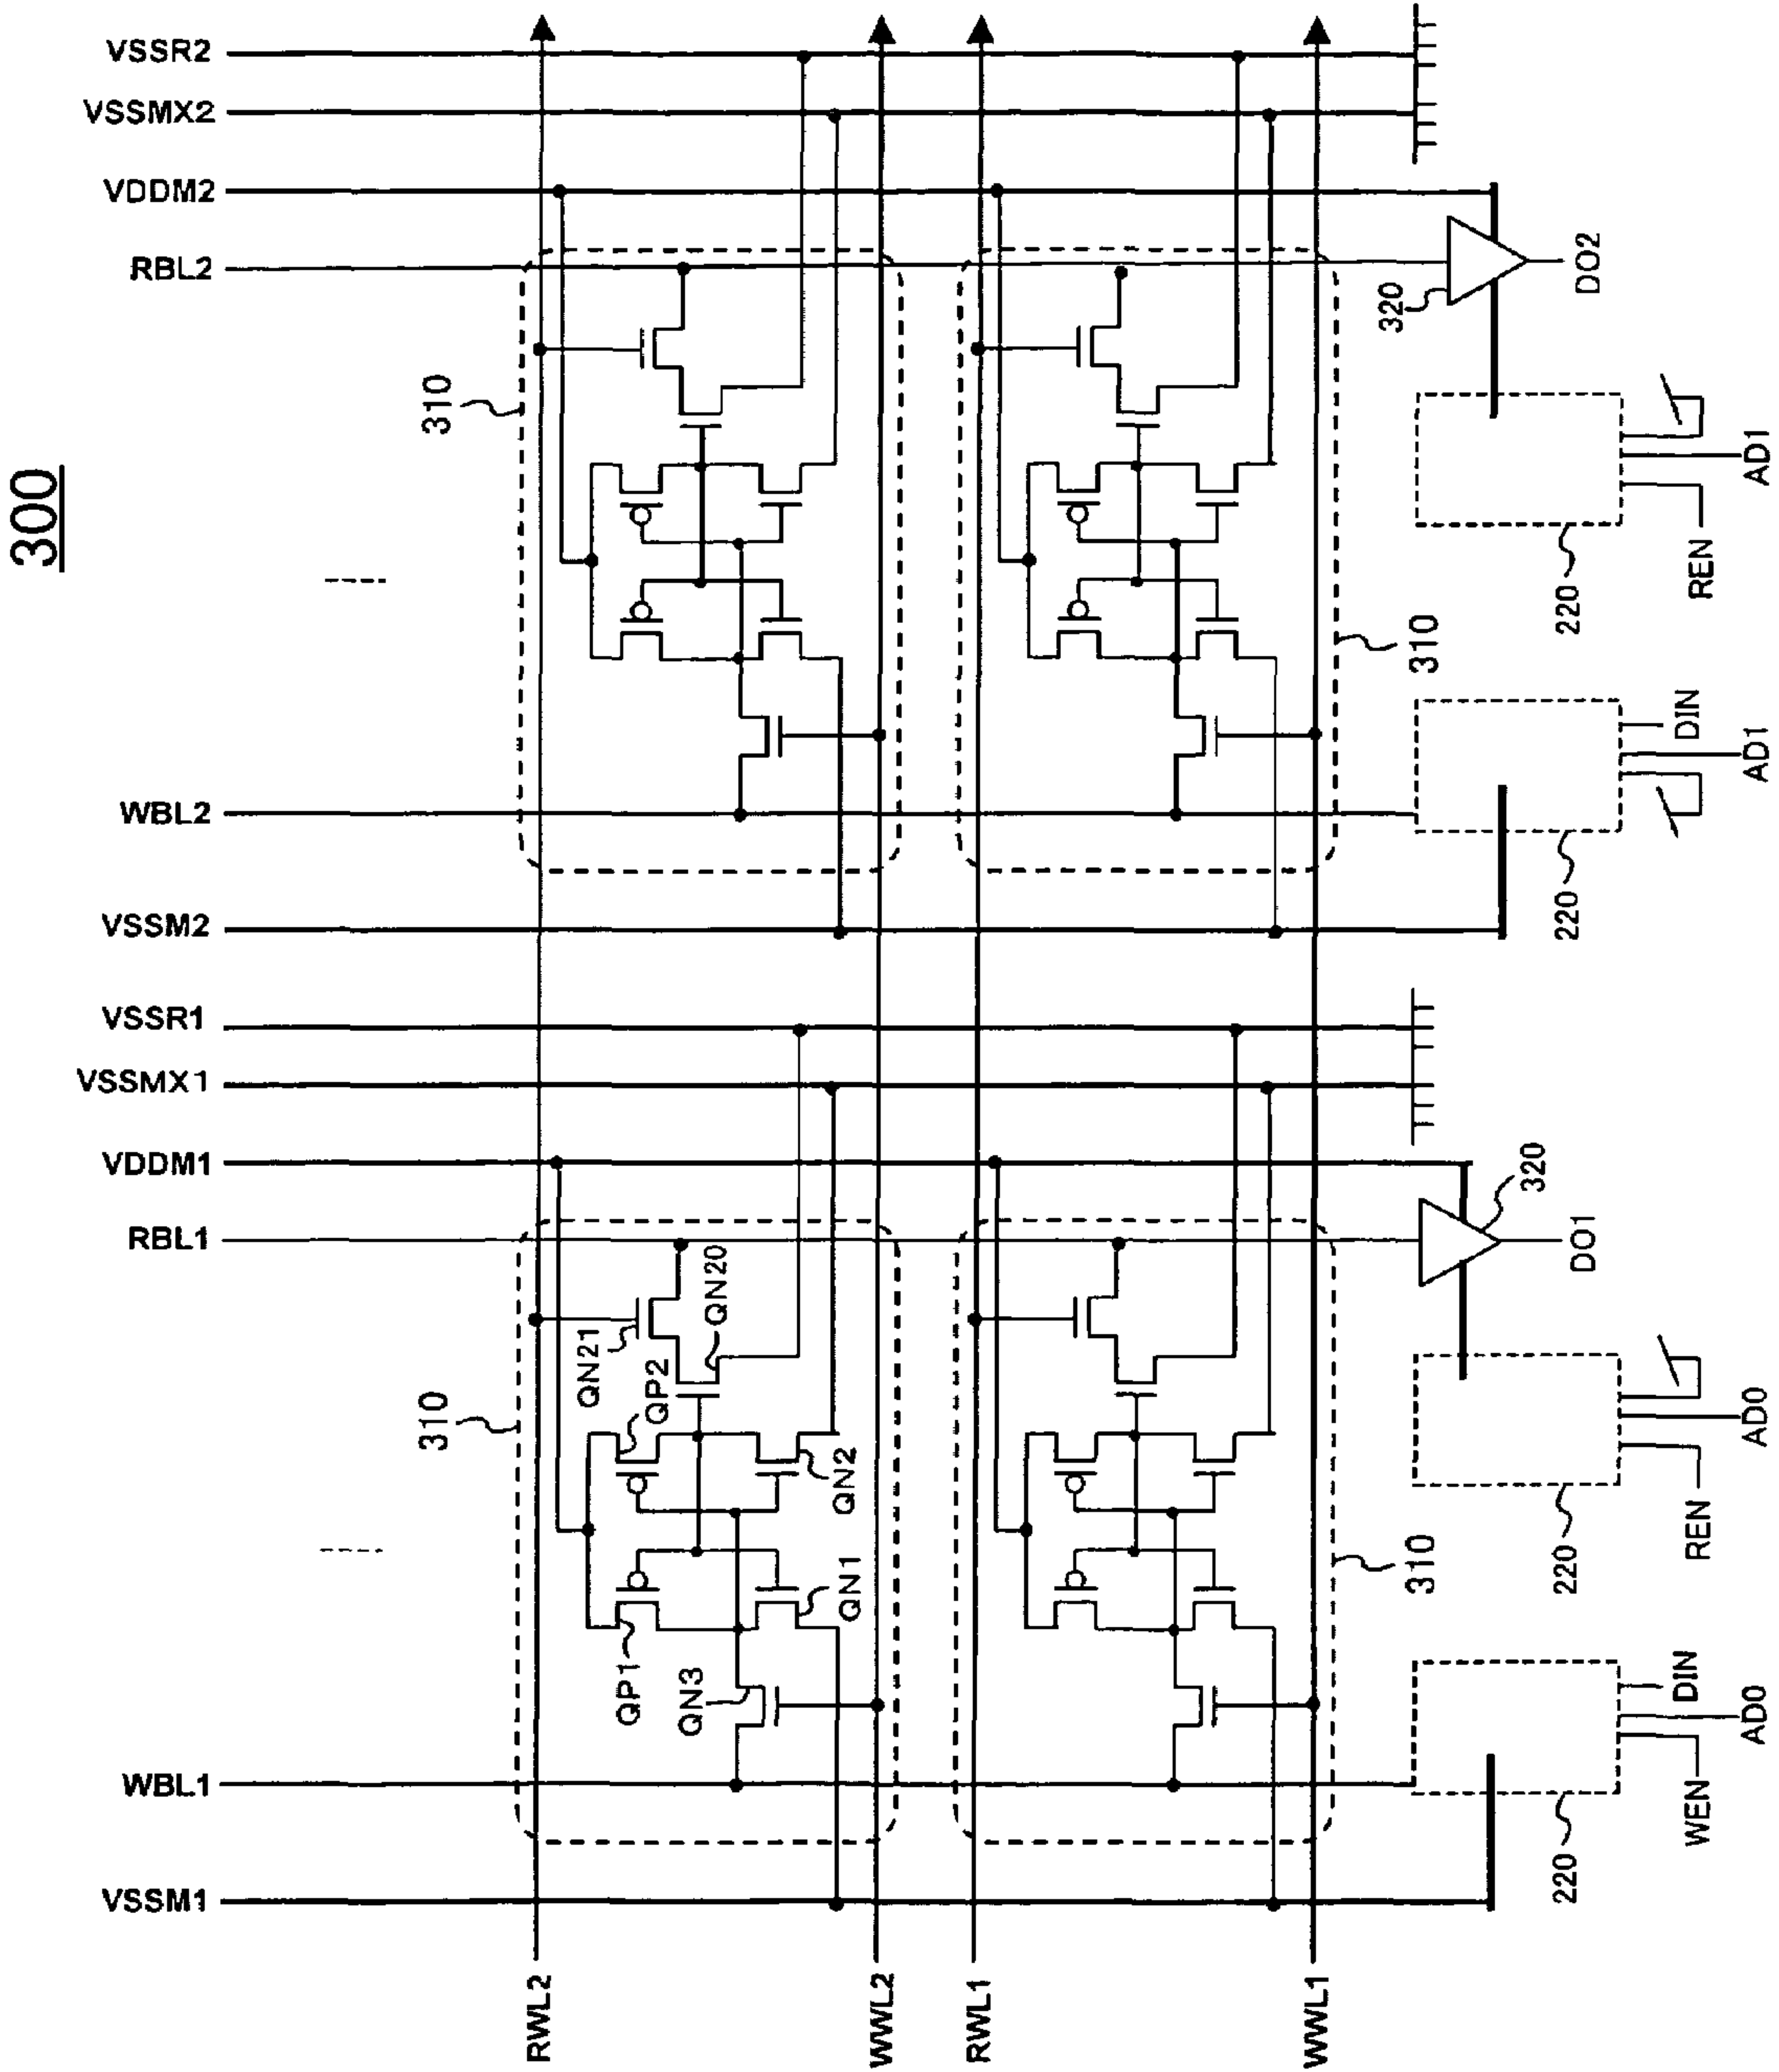 300
VSSR2
VSSMX2
VDDM2
RBL2
WBL2
VSSM2
VSSR1
VSSMX1
VDDM1
RBL1
WBL1
VSSM1
RWL2
WWL2
RWL1
WWL1
310
310
310
310
QN21
QP2
QN20
QN2
QP1
QN1
QN3
320
DO2
220
REN
AD1
220
DIN
AD1
320
DO1
220
REN
AD0
220
WEN
DIN
AD0